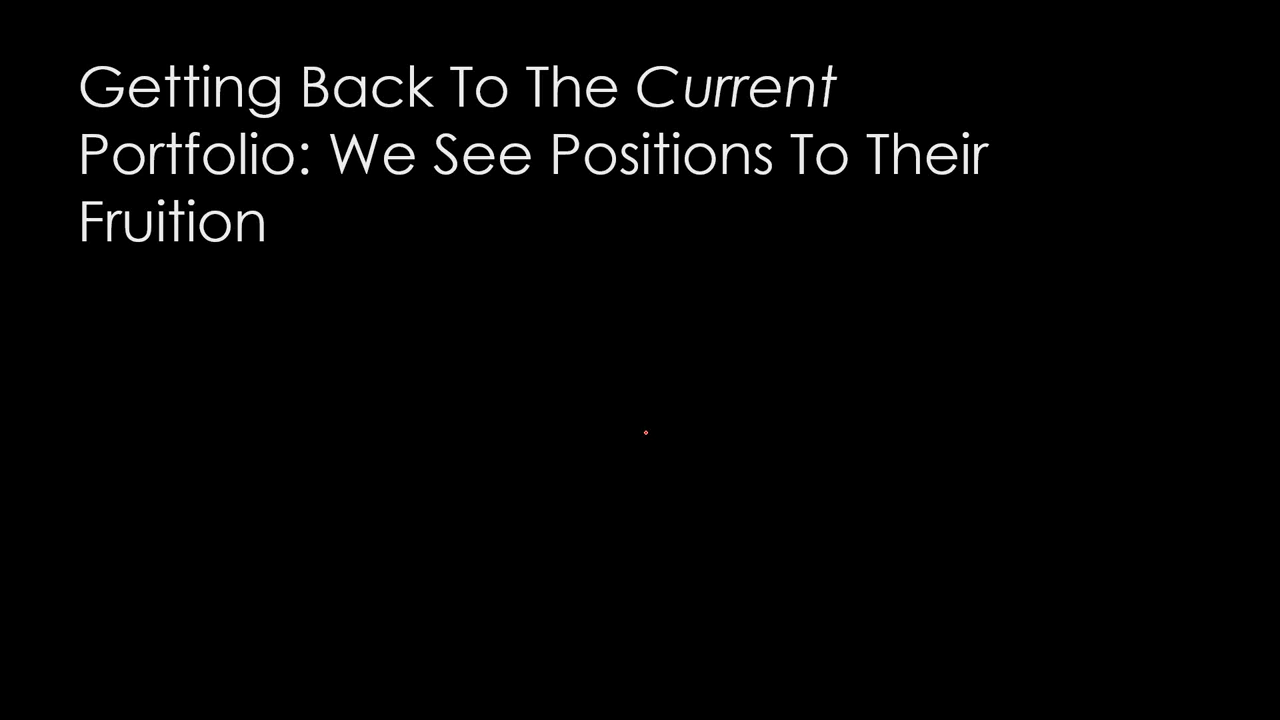 Getting Back To The Current
Portfolio: We See Positions To Their
Fruition